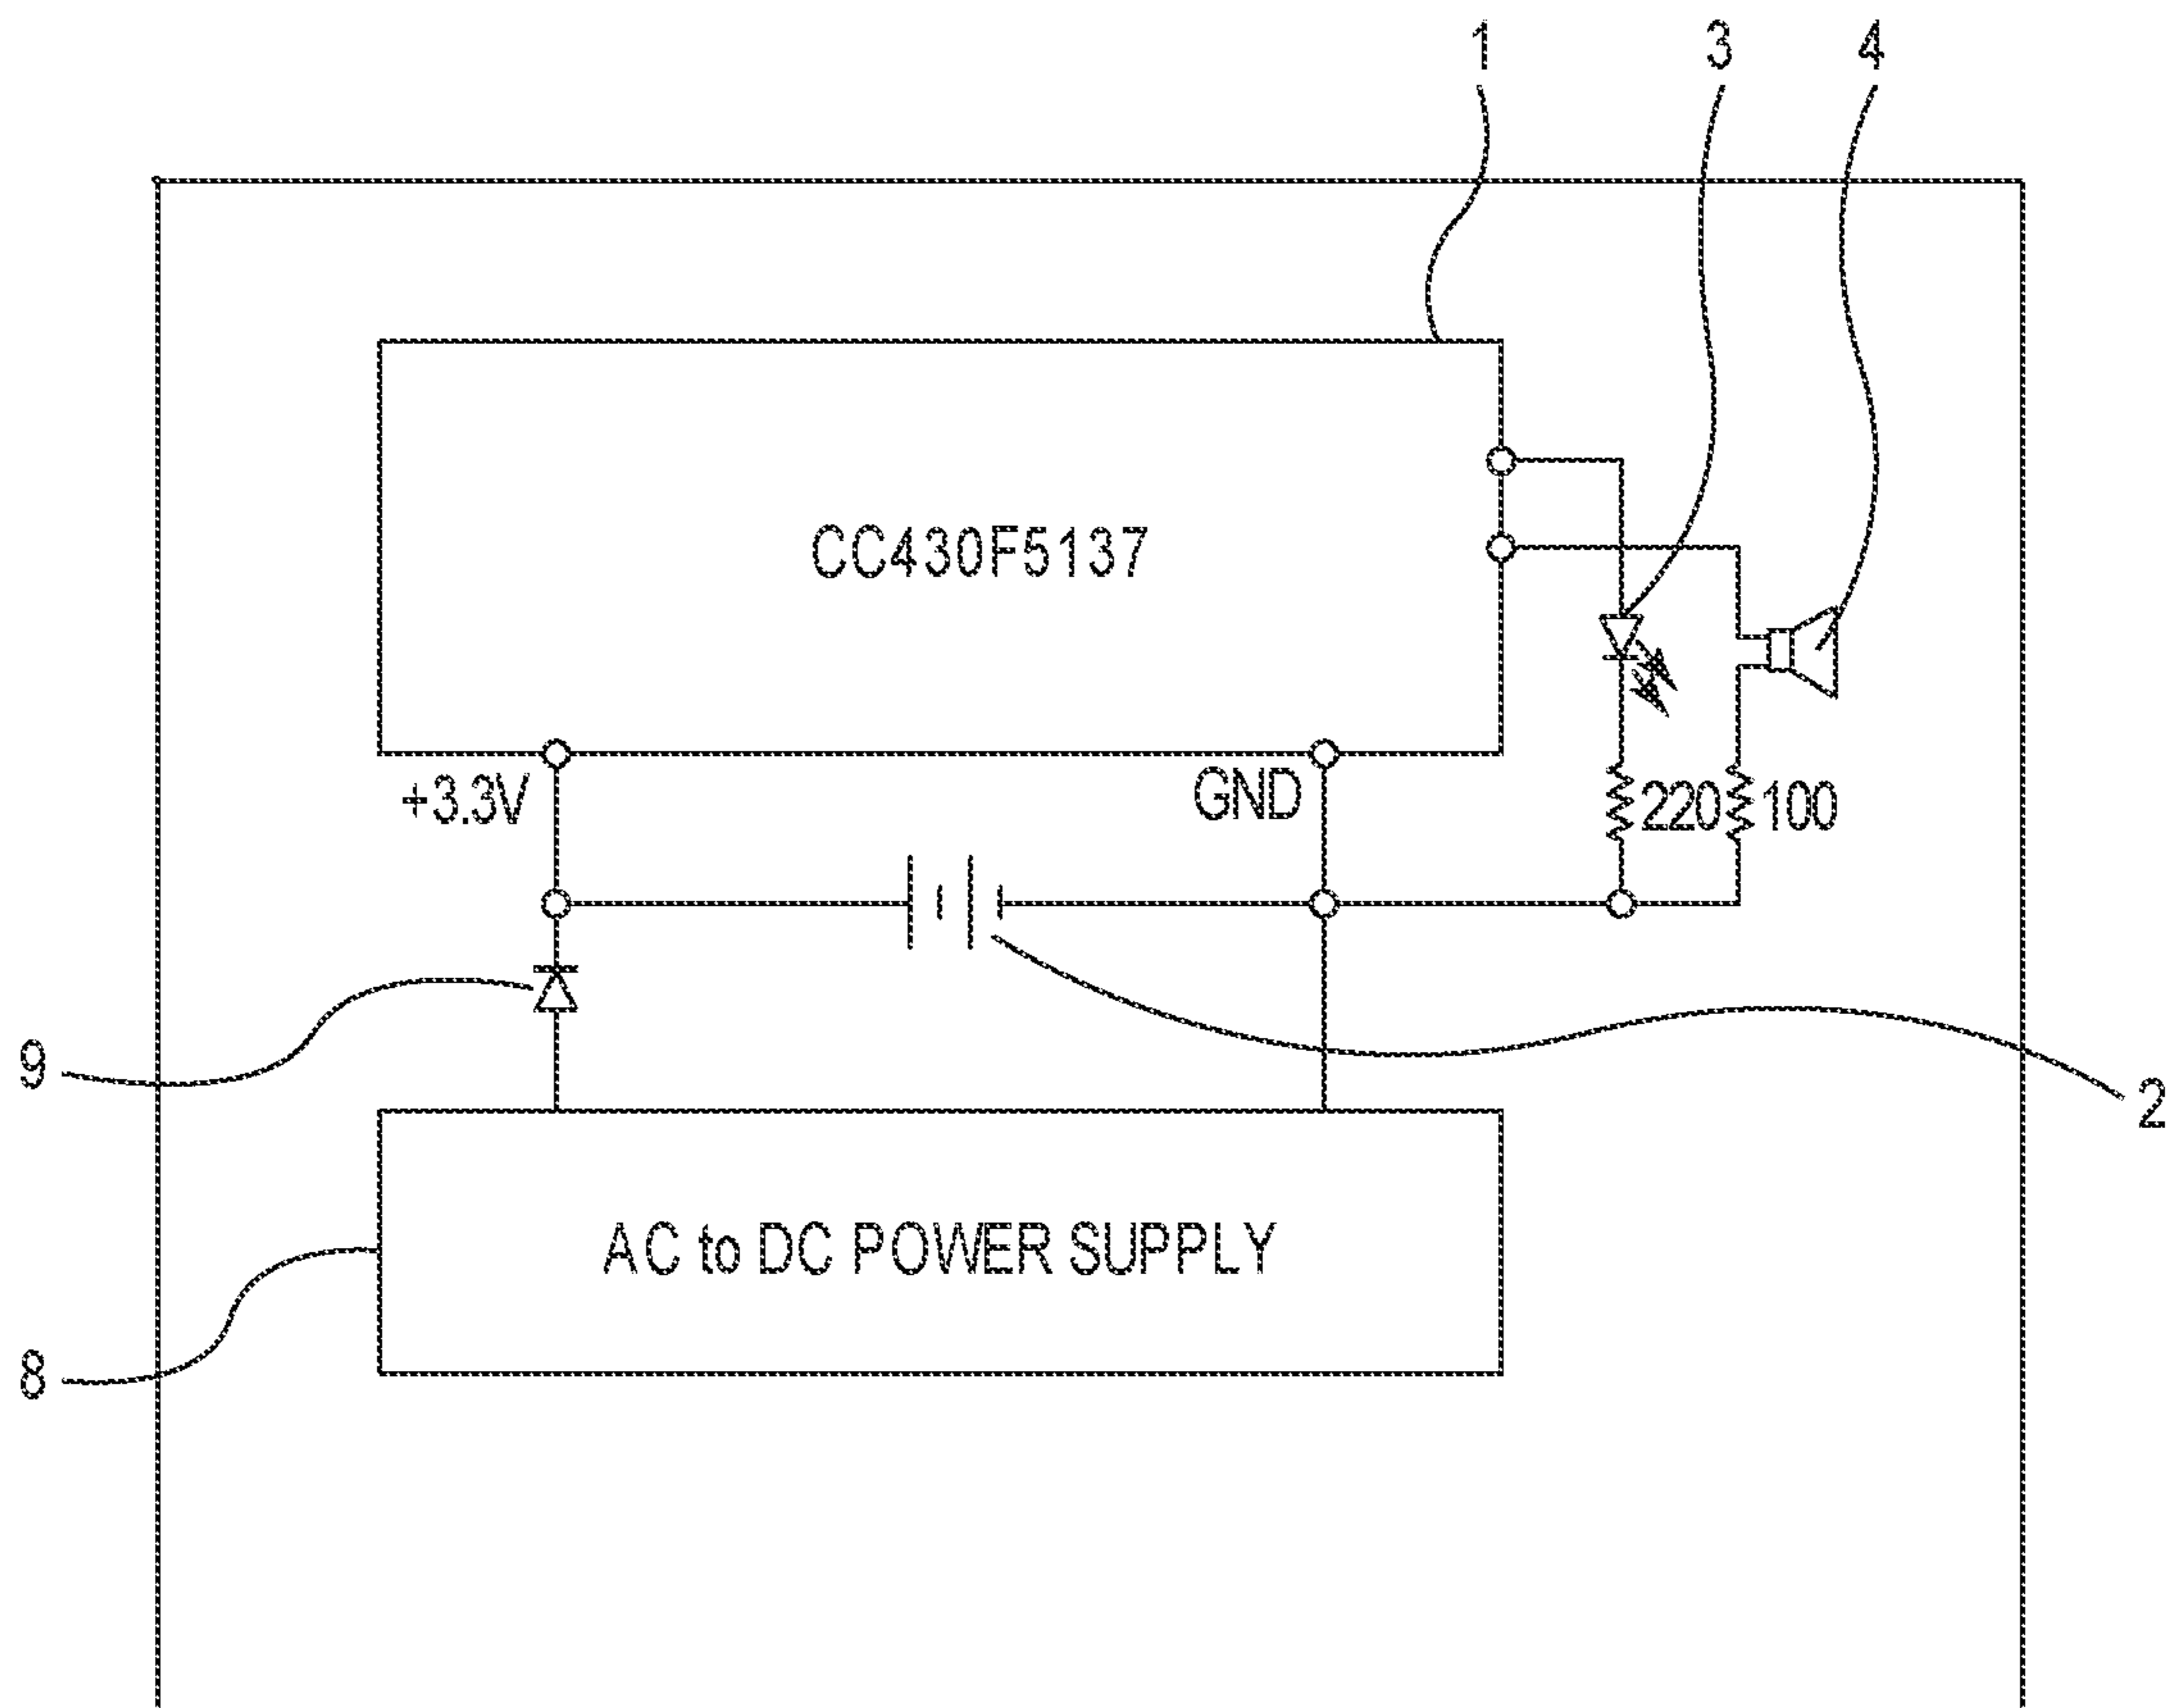 1 3 4
CC430F5137
+3.3V GND 220 100
9
2
AC to DC POWER SUPPLY
8